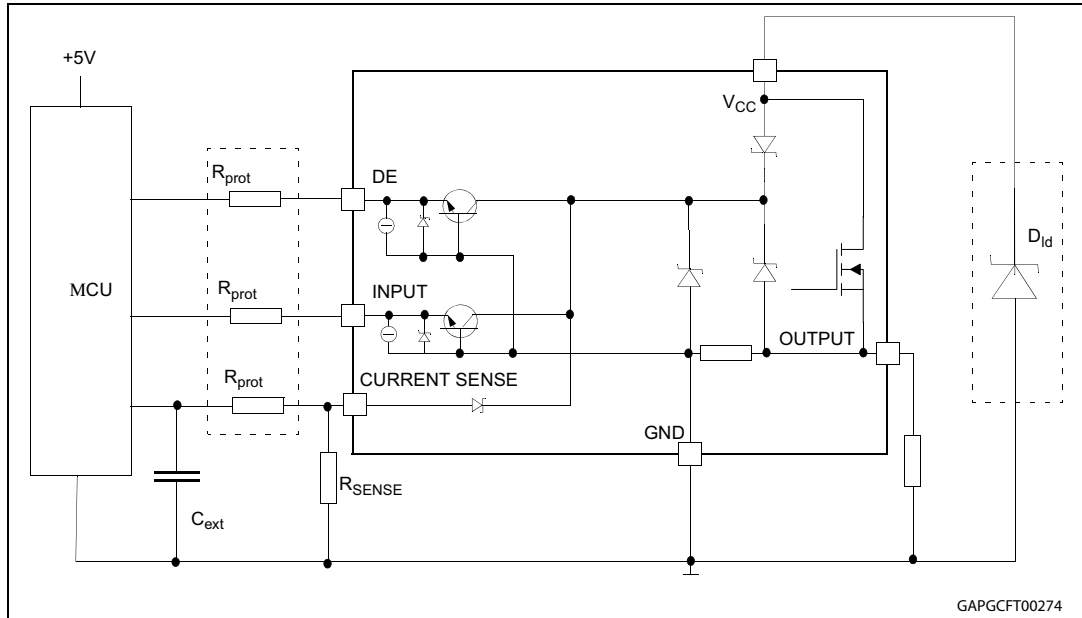 +5V
V_CC
R_prot
DE
D_ld
MCU
R_prot
INPUT
OUTPUT
R_prot
CURRENT SENSE
GND
R_SENSE
C_ext
GAPGCFT00274